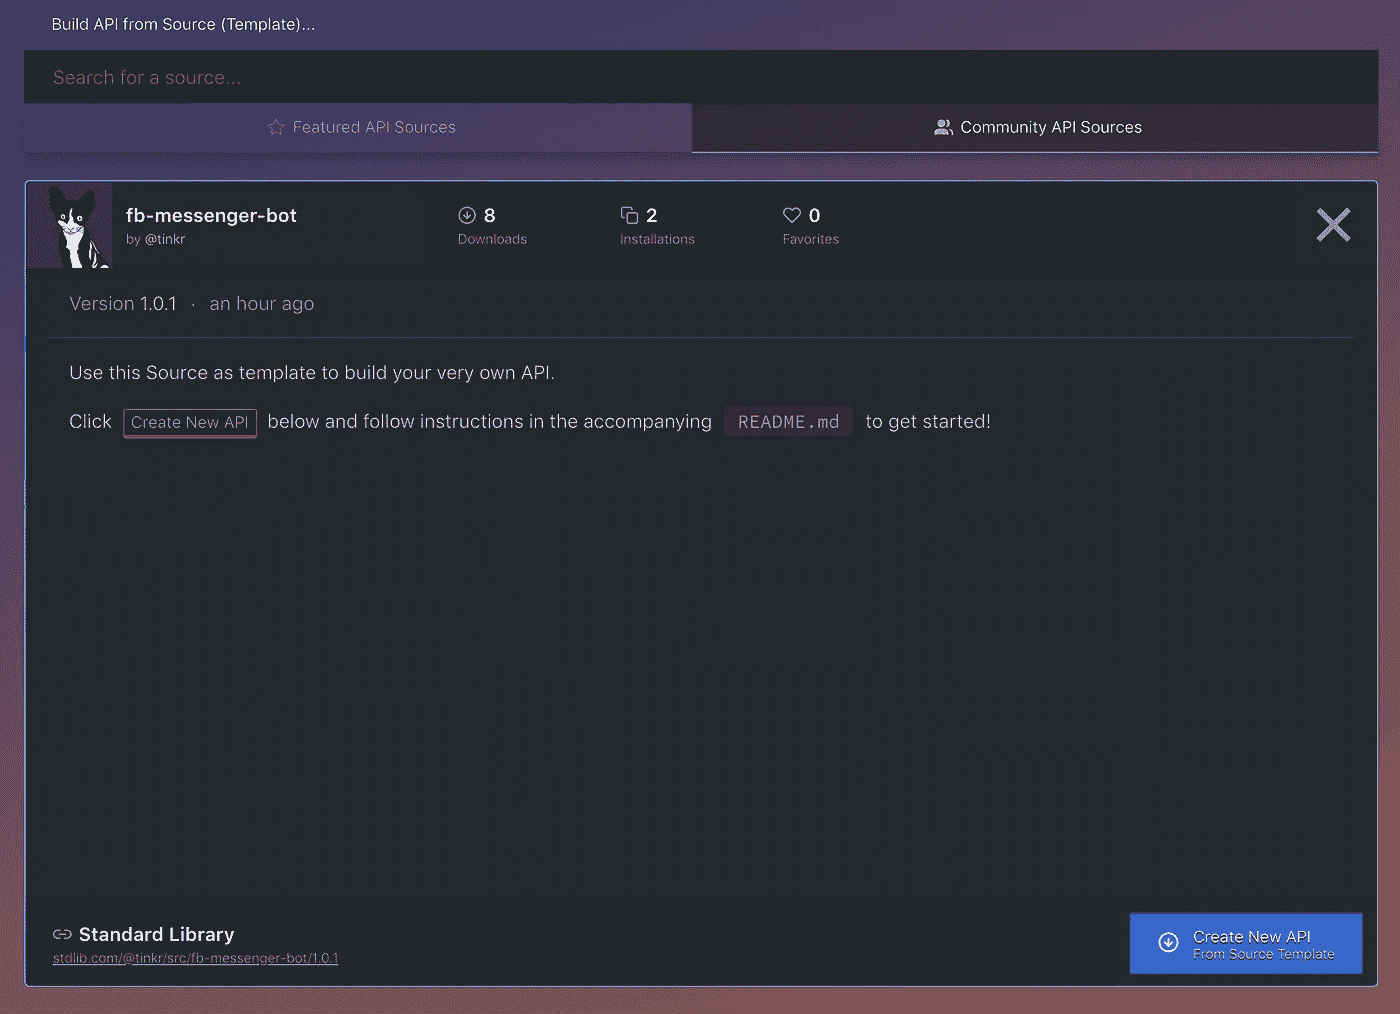 Build API from Source (Template)...
Search for a source...
Featured API Sources
Community API Sources
fb-messenger-bot
by @tinkr
8
Downloads
2
Installations
0
Favorites
Version 1.0.1 · an hour ago
Use this Source as template to build your very own API.
Click Create New API below and follow instructions in the accompanying README.md to get started!
Standard Library
stdlib.com/@tinkr/src/fb-messenger-bot/1.0.1
Create New API
From Source Template